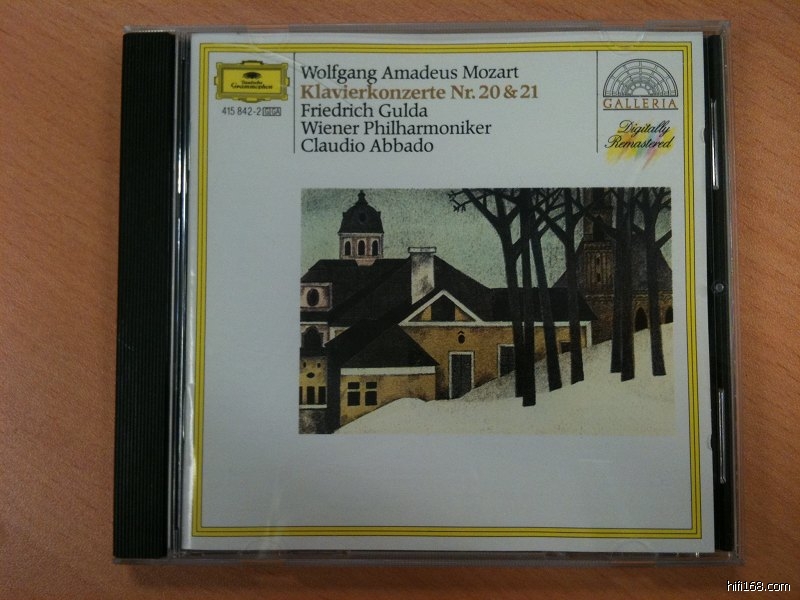 Deutsche
Grammophon
415 842-2 GGA
Wolfgang Amadeus Mozart
Klavierkonzerte Nr. 20 & 21
Friedrich Gulda
Wiener Philharmoniker
Claudio Abbado
GALLERIA
Digitally
Remastered
hifi168.com